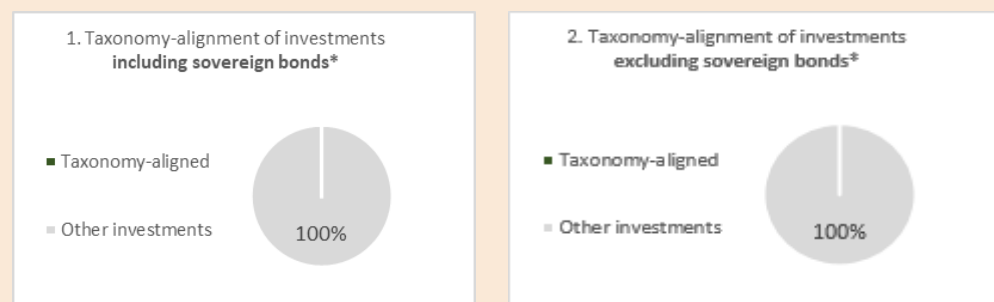 1. Taxonomy-alignment of investments
including sovereign bonds*
Taxonomy-aligned
Other investments
100%
2. Taxonomy-alignment of investments
excluding sovereign bonds*
Taxonomy-aligned
Other investments
100%